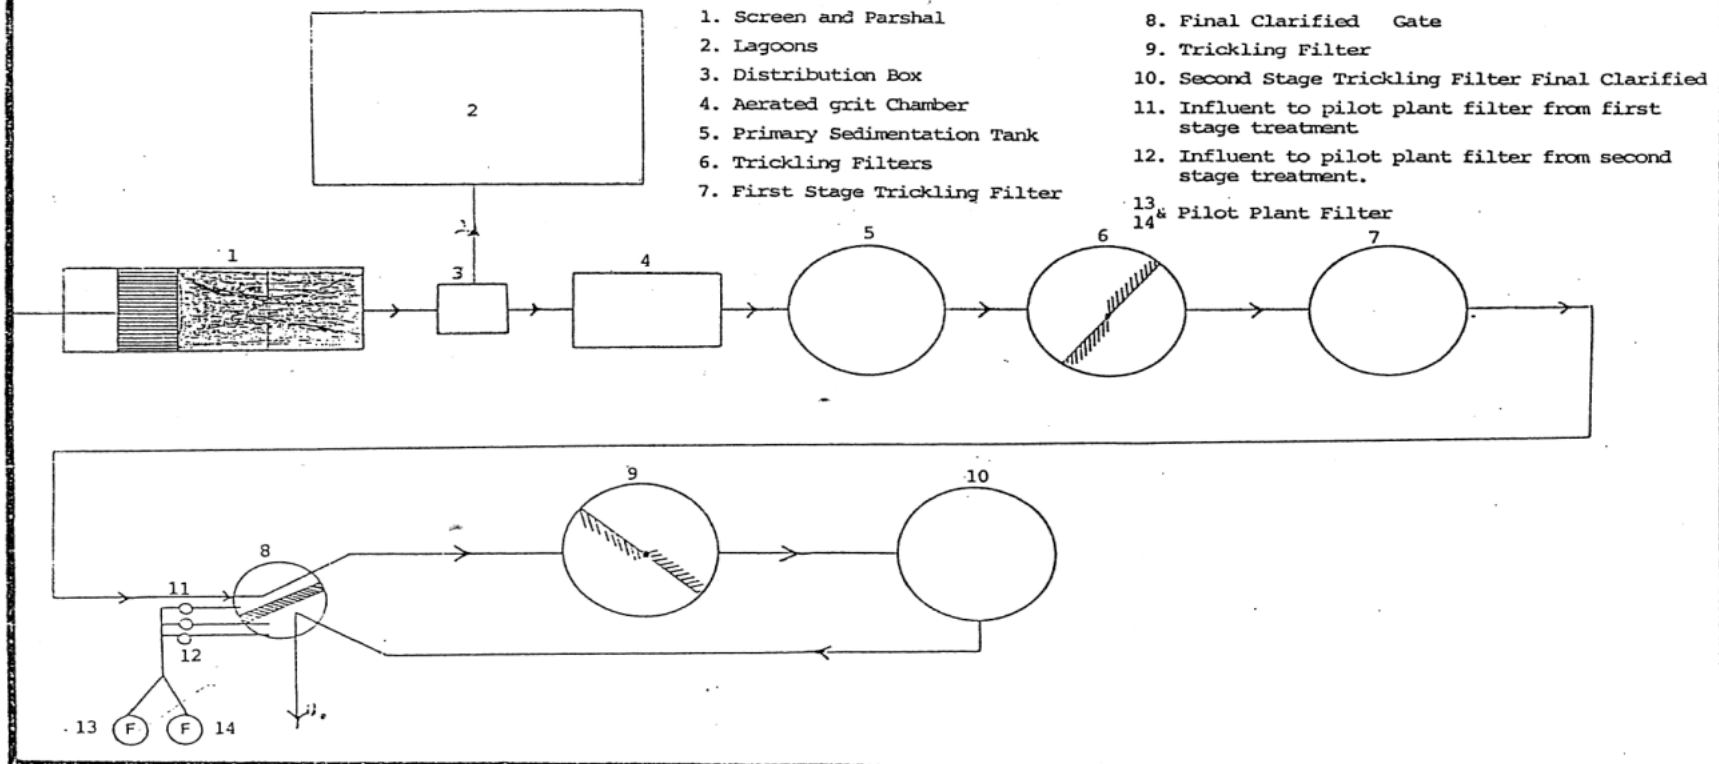 1. Screen and Parshal
2. Lagoons
3. Distribution Box
4. Aerated grit Chamber
5. Primary Sedimentation Tank
6. Trickling Filters
7. First Stage Trickling Filter
8. Final Clarified Gate
9. Trickling Filter
10. Second Stage Trickling Filter Final Clarified
11. Influent to pilot plant filter from first
stage treatment
12. Influent to pilot plant filter from second
stage treatment.
13
14 & Pilot Plant Filter
2
1
3
4
5
6
7
8
9
10
11
12
13 F F 14